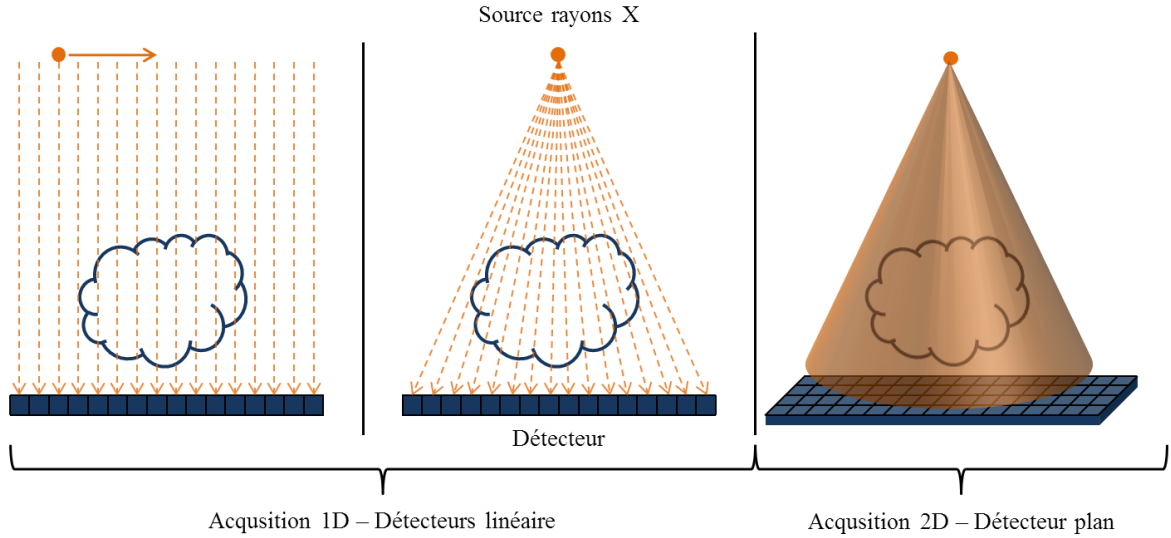 Source rayons X
Détecteur
Acqusition 1D – Détecteurs linéaire
Acqusition 2D – Détecteur plan